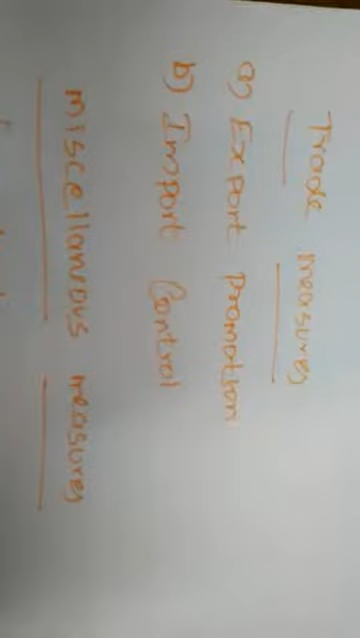 Trade measures
a) Export Promotion
b) Import Control
miscellaneous measures